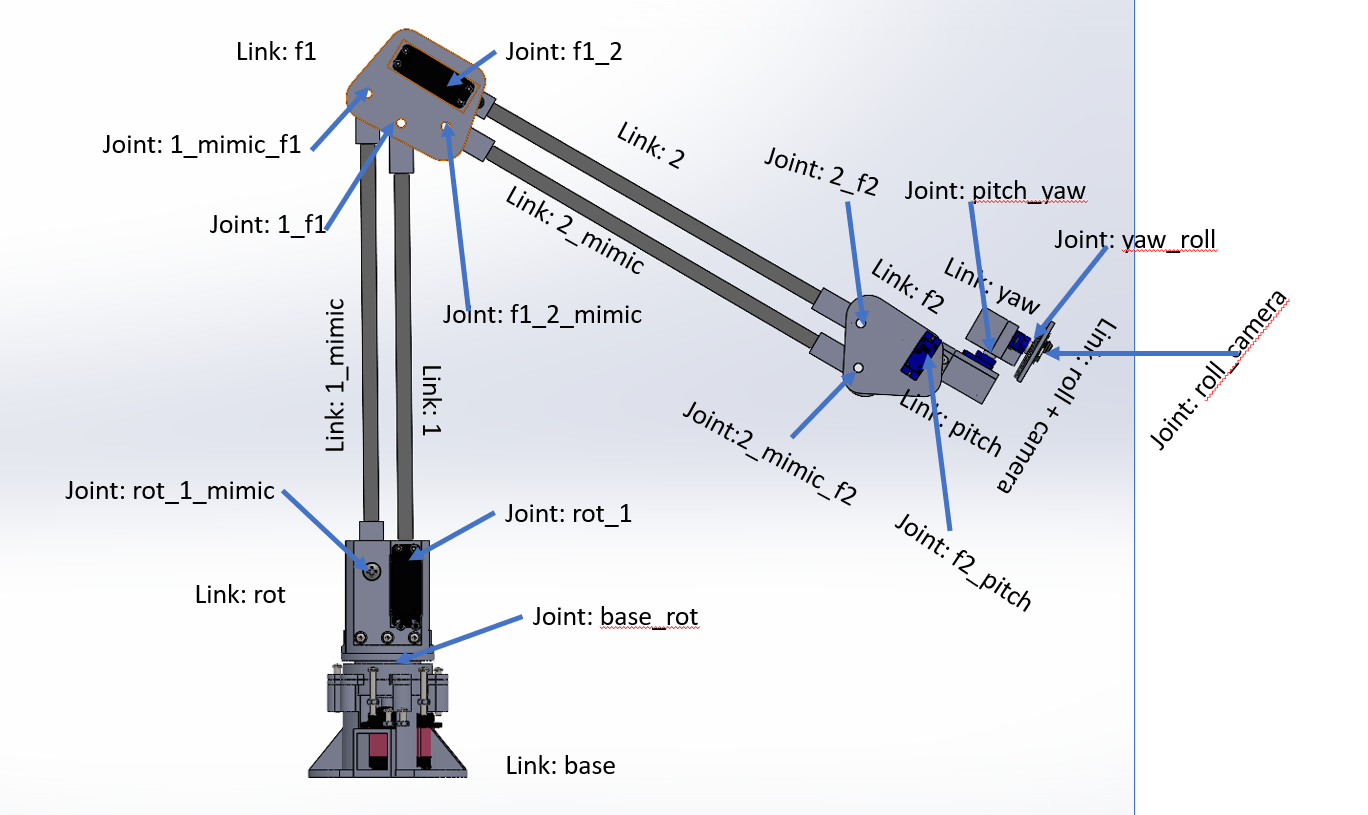 Link: f1
Joint: f1_2
Joint: 1_mimic_f1
Link: 2
Joint: 2_f2
Joint: pitch_yaw
Joint: 1_f1
Link: 2_mimic
Joint: yaw_roll
Link: f2
Link: yaw
Joint: f1_2_mimic
Link: 1_mimic
Link: 1
Link: roll + camera
Joint: roll_camera
Link: pitch
Joint:2_mimic_f2
Joint: rot_1_mimic
Joint: rot_1
Joint: f2_pitch
Link: rot
Joint: base_rot
Link: base